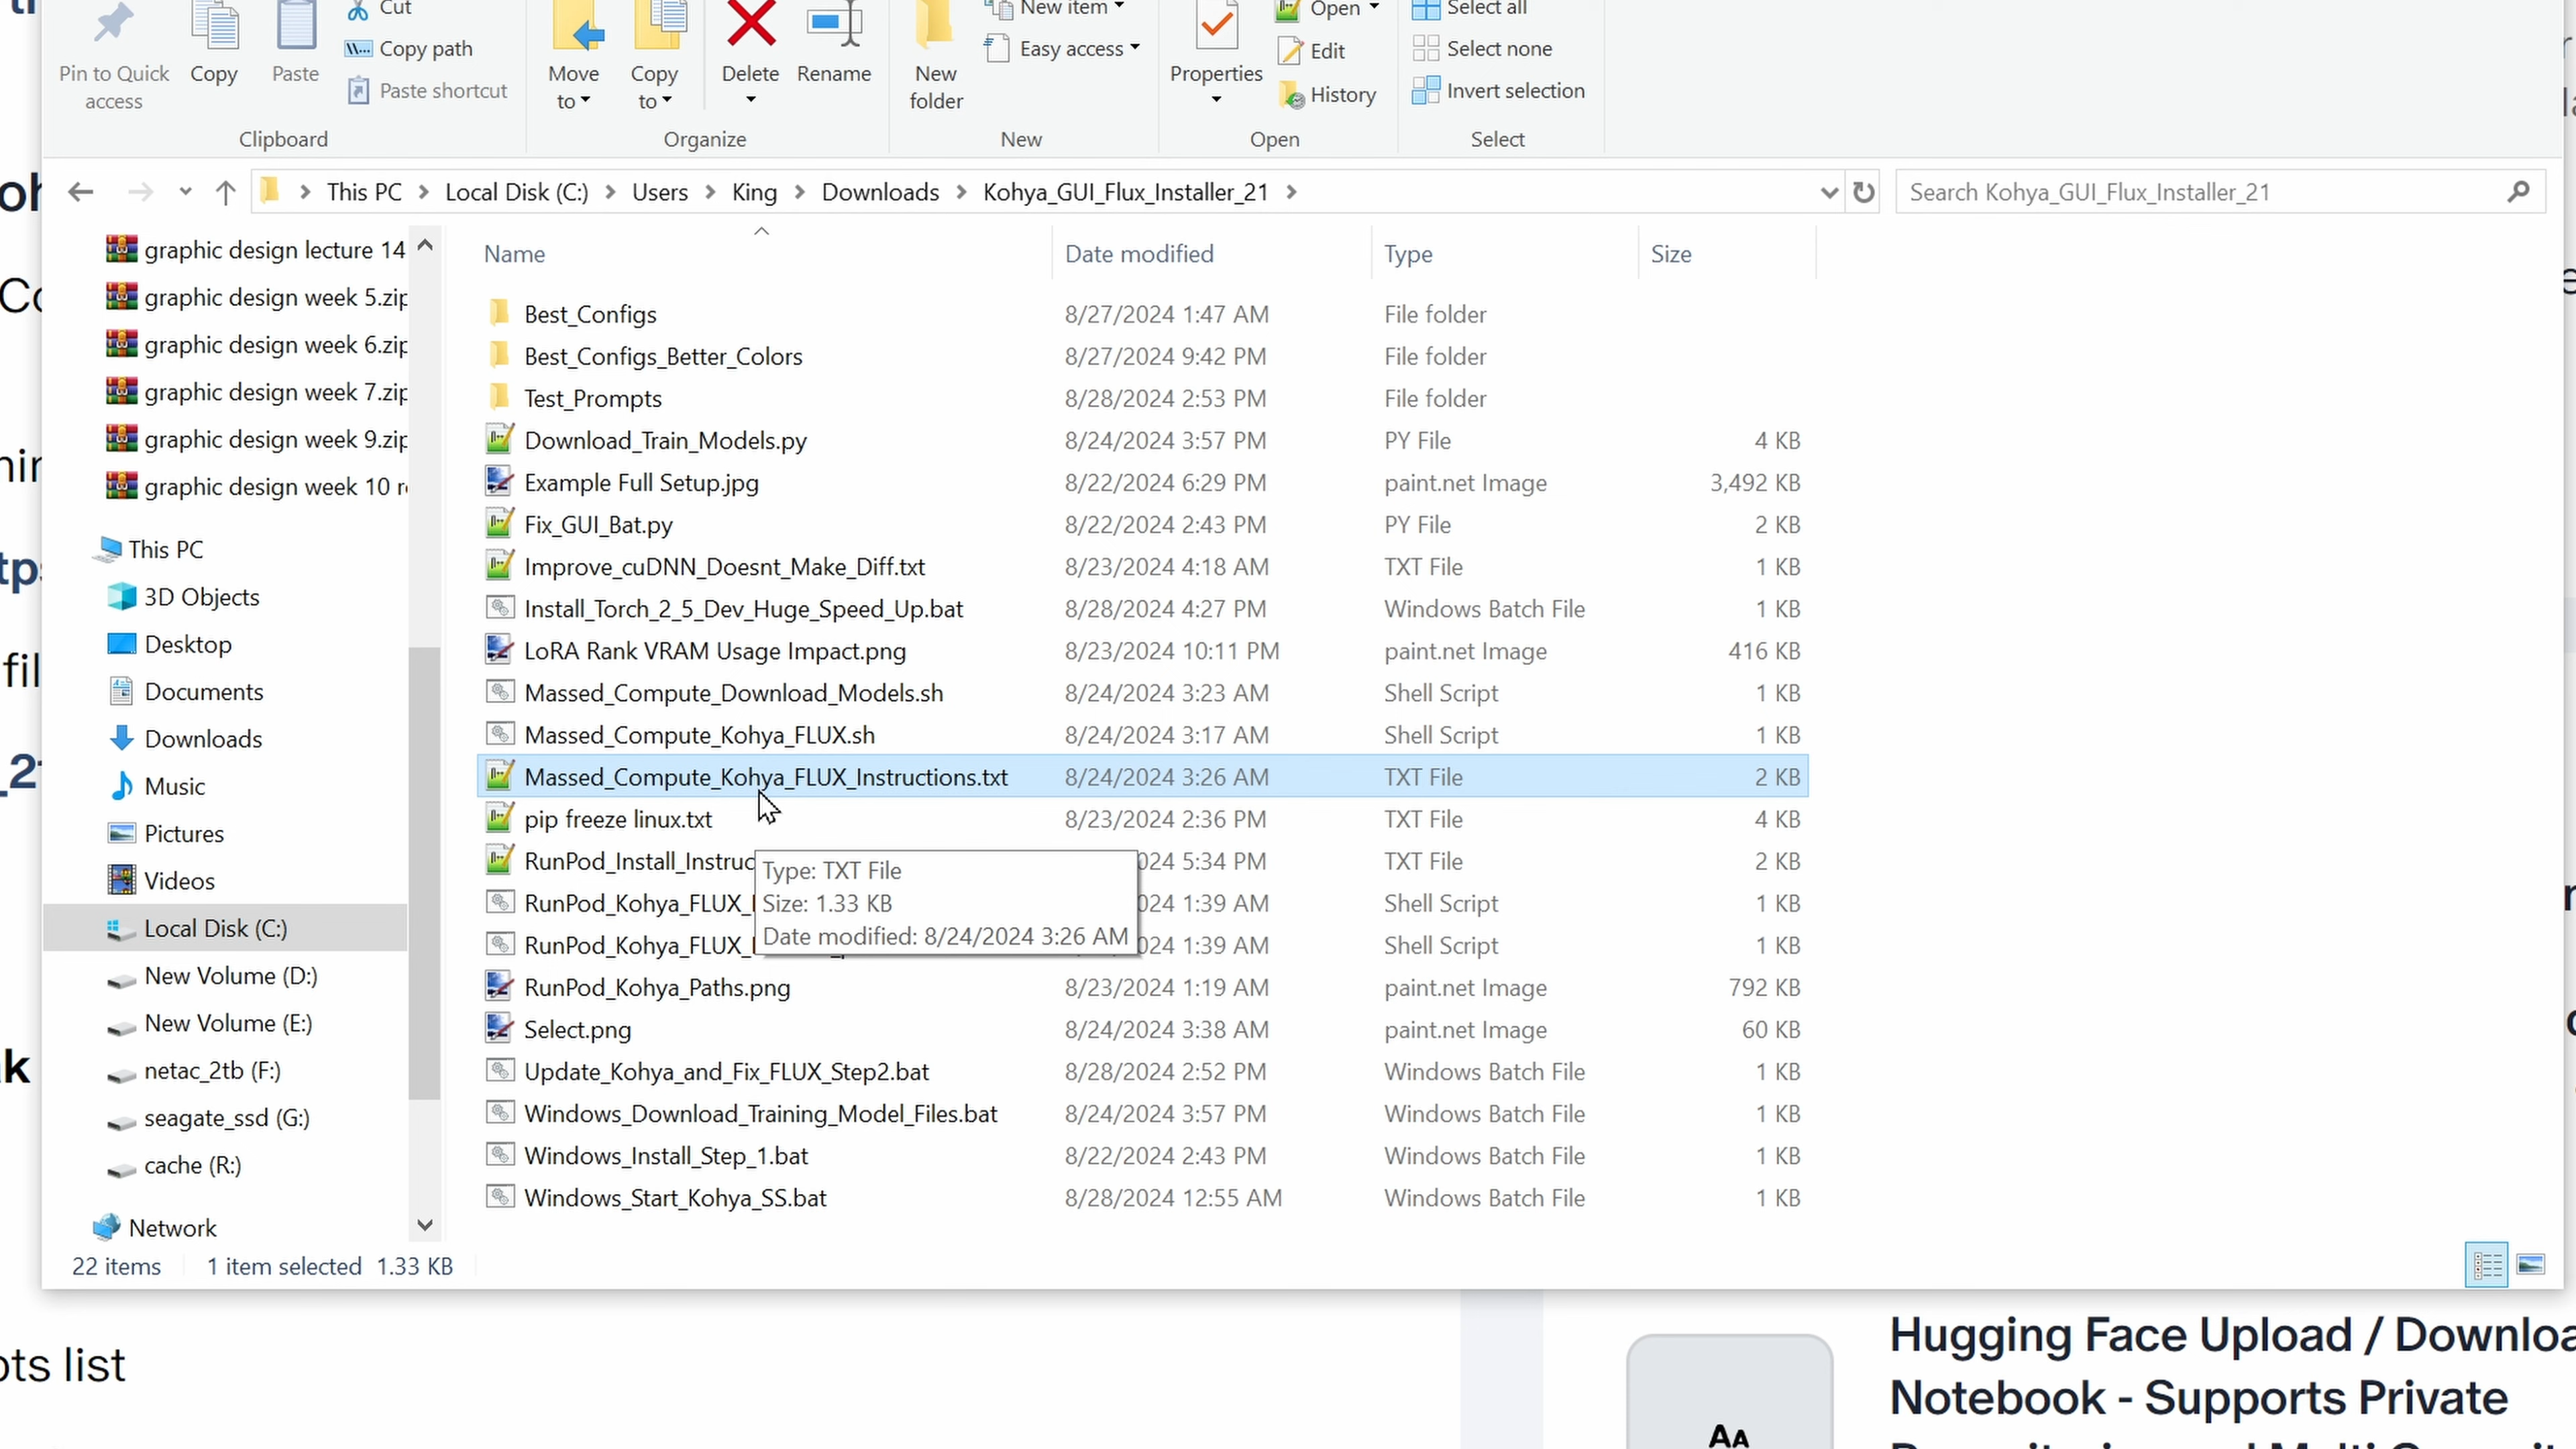 Cut
New item
Open
Select all
Copy path
Easy access
Edit
Select none
Pin to Quick access
Copy
Paste
Paste shortcut
Move to
Copy to
Delete
Rename
New folder
Properties
History
Invert selection
Clipboard
Organize
New
Open
Select
This PC
Local Disk (C:)
Users
King
Downloads
Kohya_GUI_Flux_Installer_21
Search Kohya_GUI_Flux_Installer_21
graphic design lecture 14
graphic design week 5.zip
graphic design week 6.zip
graphic design week 7.zip
graphic design week 9.zip
graphic design week 10
This PC
3D Objects
Desktop
Documents
Downloads
Music
Pictures
Videos
Local Disk (C:)
New Volume (D:)
New Volume (E:)
netac_2tb (F:)
seagate_ssd (G:)
cache (R:)
Network
Name Date modified Type Size
Best_Configs 8/27/2024 1:47 AM File folder
Best_Configs_Better_Colors 8/27/2024 9:42 PM File folder
Test_Prompts 8/28/2024 2:53 PM File folder
Download_Train_Models.py 8/24/2024 3:57 PM PY File 4 KB
Example Full Setup.jpg 8/22/2024 6:29 PM paint.net Image 3,492 KB
Fix_GUI_Bat.py 8/22/2024 2:43 PM PY File 2 KB
Improve_cuDNN_Doesnt_Make_Diff.txt 8/23/2024 4:18 AM TXT File 1 KB
Install_Torch_2_5_Dev_Huge_Speed_Up.bat 8/28/2024 4:27 PM Windows Batch File 1 KB
LoRA Rank VRAM Usage Impact.png 8/23/2024 10:11 PM paint.net Image 416 KB
Massed_Compute_Download_Models.sh 8/24/2024 3:23 AM Shell Script 1 KB
Massed_Compute_Kohya_FLUX.sh 8/24/2024 3:17 AM Shell Script 1 KB
Massed_Compute_Kohya_FLUX_Instructions.txt 8/24/2024 3:26 AM TXT File 2 KB
pip freeze linux.txt 8/23/2024 2:36 PM TXT File 4 KB
RunPod_Install_Instruc 024 5:34 PM TXT File 2 KB
RunPod_Kohya_FLUX_ 024 1:39 AM Shell Script 1 KB
RunPod_Kohya_FLUX_ 024 1:39 AM Shell Script 1 KB
Type: TXT File
Size: 1.33 KB
Date modified: 8/24/2024 3:26 AM
RunPod_Kohya_Paths.png 8/23/2024 1:19 AM paint.net Image 792 KB
Select.png 8/24/2024 3:38 AM paint.net Image 60 KB
Update_Kohya_and_Fix_FLUX_Step2.bat 8/28/2024 2:52 PM Windows Batch File 1 KB
Windows_Download_Training_Model_Files.bat 8/24/2024 3:57 PM Windows Batch File 1 KB
Windows_Install_Step_1.bat 8/22/2024 2:43 PM Windows Batch File 1 KB
Windows_Start_Kohya_SS.bat 8/28/2024 12:55 AM Windows Batch File 1 KB
22 items 1 item selected 1.33 KB
list
Hugging Face Upload /
Notebook - Supports Private
AA